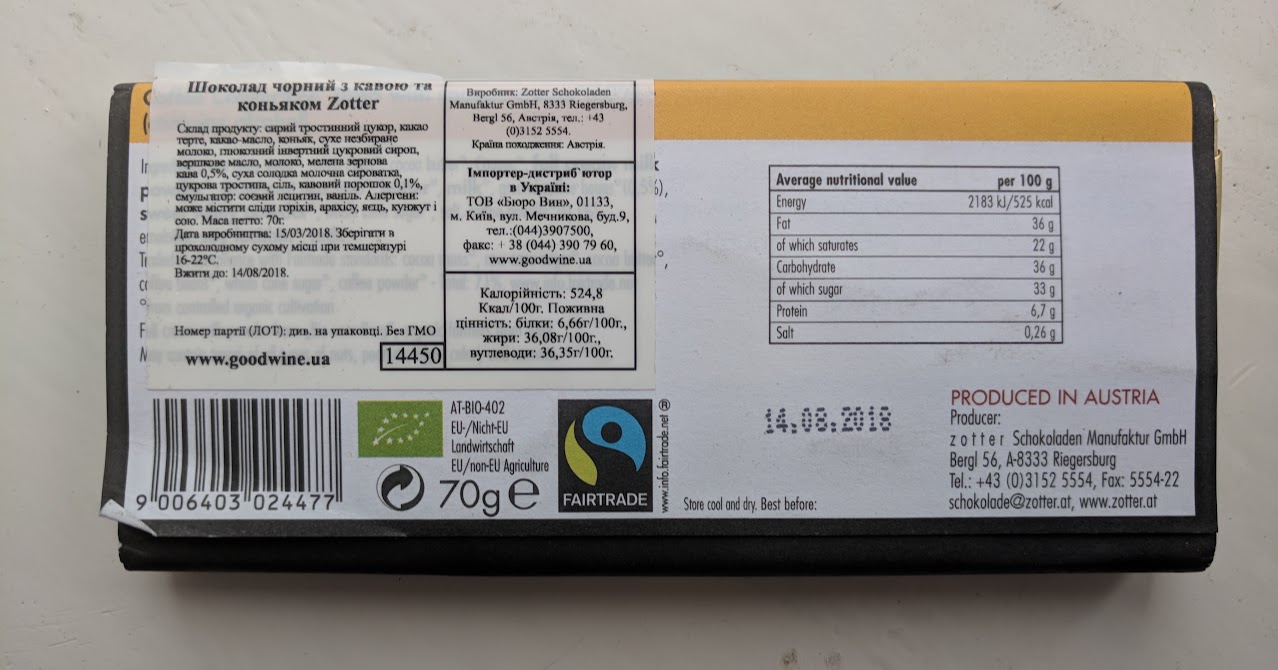 Шоколад чорний з кавою та
коньяком Zotter
Склад продукту: сирий тростинний цукор, какао
терте, какао-масло, коньяк, сухе незбиране
молоко, глюкозний інвертний цукровий сироп,
вершкове масло, молоко, мелена зернова
кава 0,5%, суха солодка молочна сироватка,
цукрова тростина, сіль, кавовий порошок 0,1%,
емульгатор: соєвий лецитин, ваніль. Алергени:
може містити сліди горіхів, арахісу, яєць, кунжут і
сою. Маса нетто: 70г.
Дата виробництва: 15/03/2018. Зберігати в
прохолодному сухому місці при температурі
16-22°C.
Вжити до: 14/08/2018.
Номер партії (ЛОТ): див. на упаковці. Без ГМО
www.goodwine.ua
14450
Виробник: Zotter Schokoladen
Manufaktur GmbH, 8333 Riegersburg,
Bergl 56, Австрія, тел.: +43
(0)3152 5554.
Країна походження: Австрія.
Імпортер-дистриб'ютор
в Україні:
ТОВ «Бюро Вин», 01133,
м. Київ, вул. Мечникова, буд.9,
тел.:(044)3907500,
факс: + 38 (044) 390 79 60,
www.goodwine.ua
Калорійність: 524,8
Ккал/100г. Поживна
цінність: білки: 6,66г/100г.,
жири: 36,08г/100г.,
вуглеводи: 36,35г/100г.
Average nutritional value per 100 g
Energy 2183 kJ/525 kcal
Fat 36 g
of which saturates 22 g
Carbohydrate 36 g
of which sugar 33 g
Protein 6,7 g
Salt 0,26 g
9 006403 024477
AT-BIO-402
EU-/Nicht-EU
Landwirtschaft
EU/non-EU Agriculture
70g e
FAIRTRADE
www.info.fairtrade.net ®
14.08.2018
Store cool and dry. Best before:
PRODUCED IN AUSTRIA
Producer:
zotter Schokoladen Manufaktur GmbH
Bergl 56, A-8333 Riegersburg
Tel.: +43 (0)3152 5554, Fax: 5554-22
schokolade@zotter.at, www.zotter.at